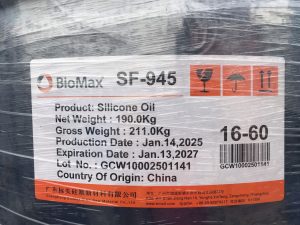 BioMax SF-945
Product: Silicone Oil
Net Weight : 190.0Kg
Gross Weight : 211.0Kg
Production Date : Jan.14,2025
Expiration Date : Jan.13,2027
Lot No. : GCW10002501141
Country Of Origin: China
16-60